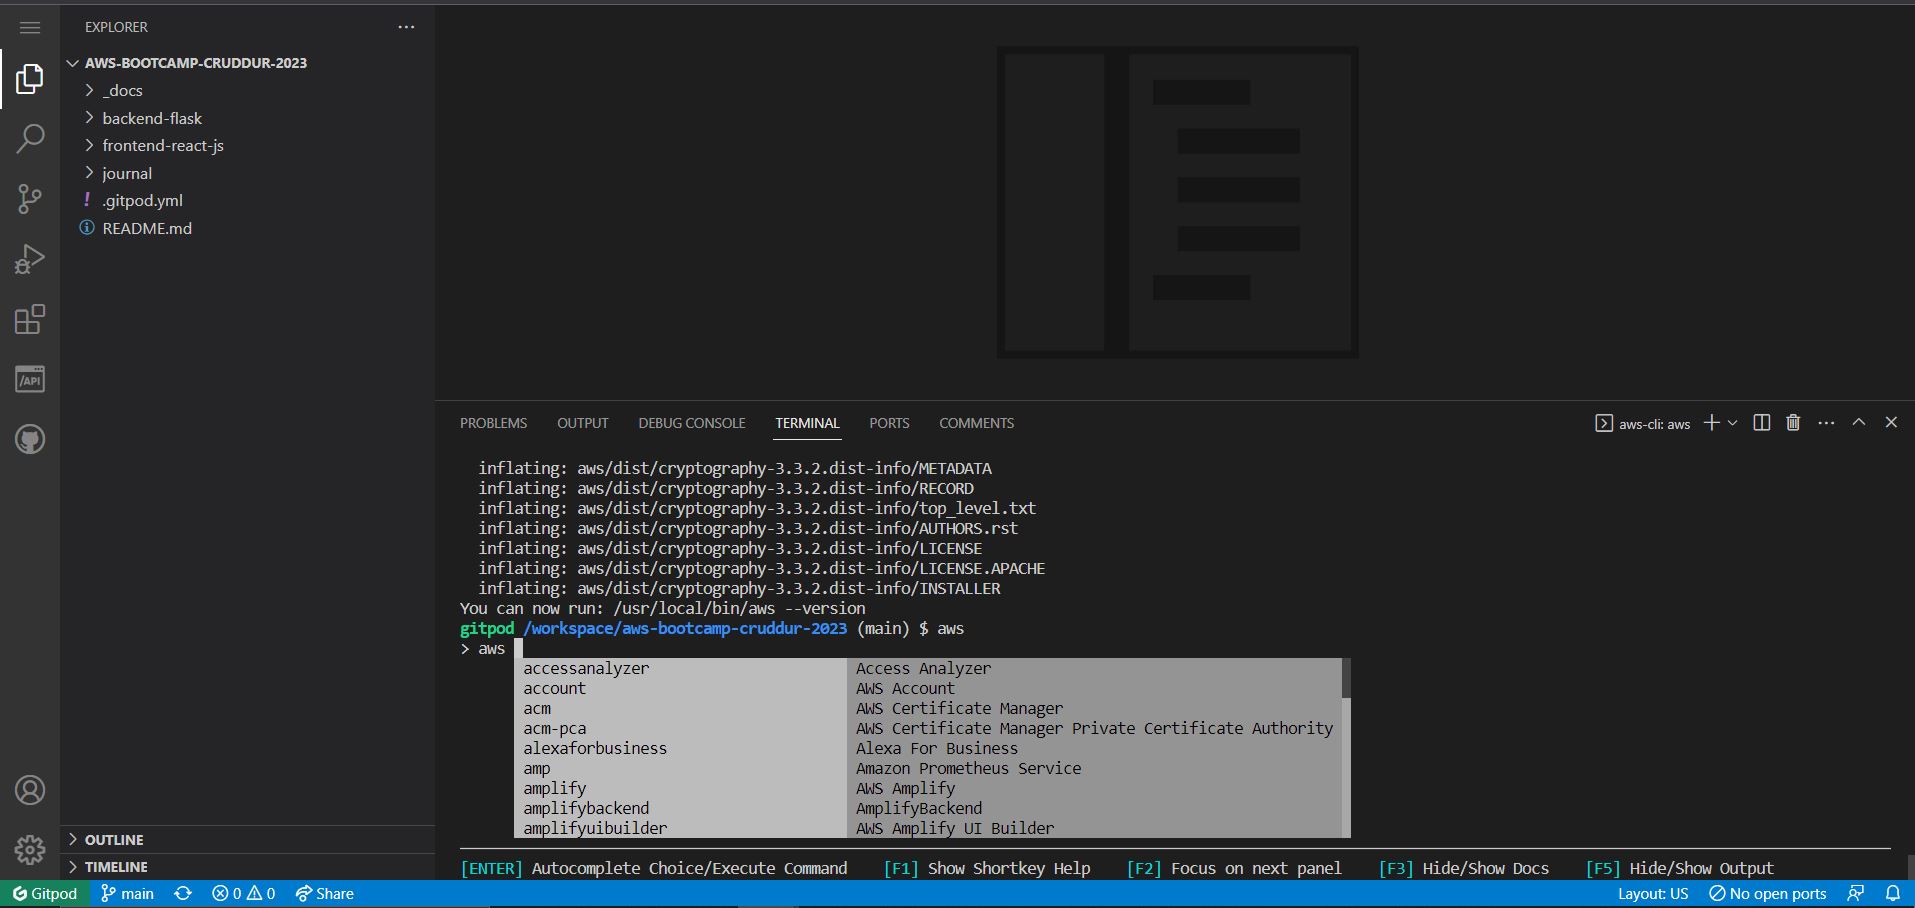 EXPLORER
AWS-BOOTCAMP-CRUDDUR-2023
_docs
backend-flask
frontend-react-js
journal
! .gitpod.yml
README.md
/API
OUTLINE
TIMELINE
PROBLEMS OUTPUT DEBUG CONSOLE TERMINAL PORTS COMMENTS aws-cli: aws
inflating: aws/dist/cryptography-3.3.2.dist-info/METADATA
inflating: aws/dist/cryptography-3.3.2.dist-info/RECORD
inflating: aws/dist/cryptography-3.3.2.dist-info/top_level.txt
inflating: aws/dist/cryptography-3.3.2.dist-info/AUTHORS.rst
inflating: aws/dist/cryptography-3.3.2.dist-info/LICENSE
inflating: aws/dist/cryptography-3.3.2.dist-info/LICENSE.APACHE
inflating: aws/dist/cryptography-3.3.2.dist-info/INSTALLER
You can now run: /usr/local/bin/aws --version
gitpod /workspace/aws-bootcamp-cruddur-2023 (main) $ aws
> aws
accessanalyzer Access Analyzer
account AWS Account
acm AWS Certificate Manager
acm-pca AWS Certificate Manager Private Certificate Authority
alexaforbusiness Alexa For Business
amp Amazon Prometheus Service
amplify AWS Amplify
amplifybackend AmplifyBackend
amplifyuibuilder AWS Amplify UI Builder
[ENTER] Autocomplete Choice/Execute Command [F1] Show Shortkey Help [F2] Focus on next panel [F3] Hide/Show Docs [F5] Hide/Show Output
Gitpod main 0 0 Share Layout: US No open ports